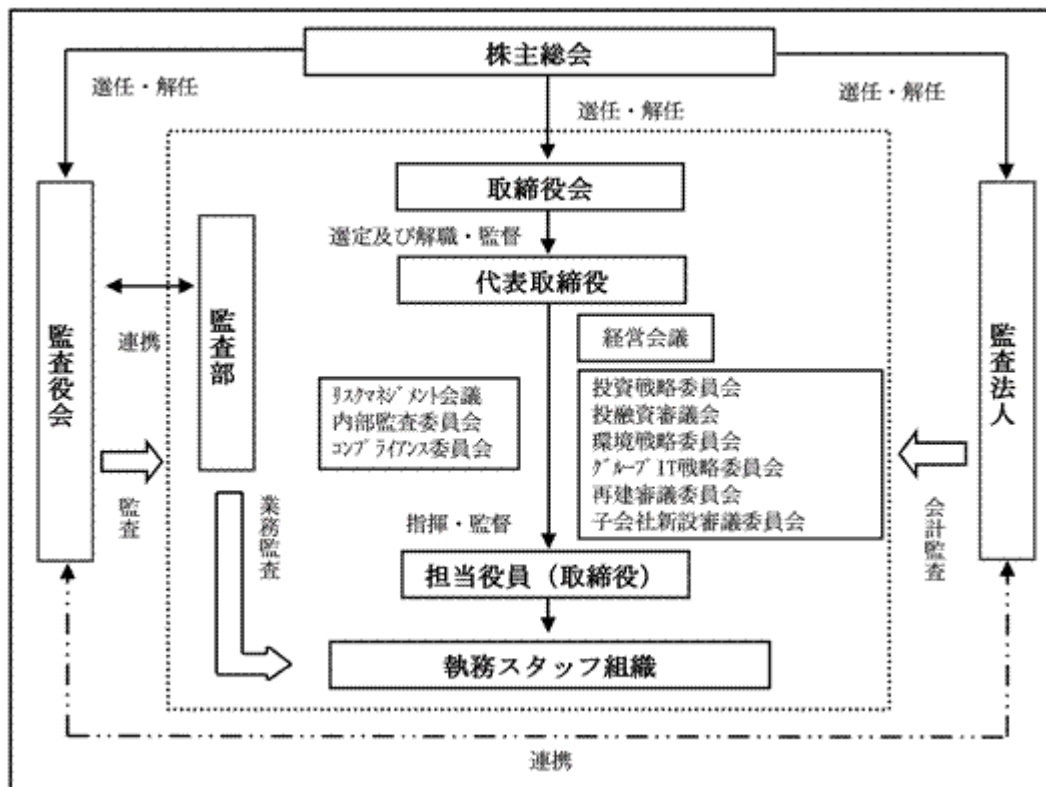 株主総会
選任・解任
選任・解任
選任・解任
取締役会
選定及び解職・監督
代表取締役
監査役会
監査部
監査法人
連携
経営会議
ﾘｽｸﾏﾈｼﾞﾒﾝﾄ会議
内部監査委員会
ｺﾝﾌﾟﾗｲｱﾝｽ委員会
投資戦略委員会
投融資審議会
環境戦略委員会
ｸﾞﾙｰﾌﾟIT戦略委員会
再建審議委員会
子会社新設審議委員会
監査
業務監査
会計監査
指揮・監督
担当役員（取締役）
執務スタッフ組織
連携